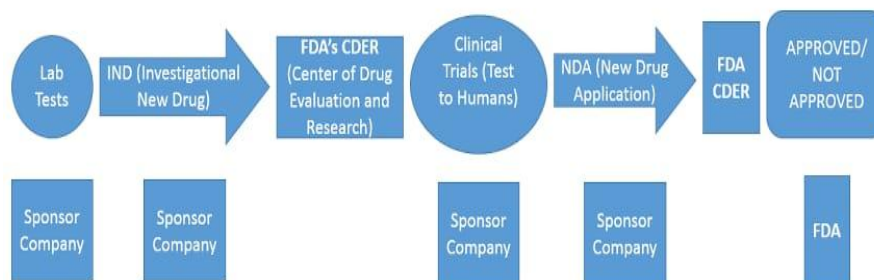 Lab
Tests
IND (Investigational
New Drug)
FDA's CDER
(Center of Drug
Evaluation and
Research)
Clinical
Trials (Test
to Humans)
NDA (New Drug
Application)
FDA
CDER
APPROVED/
NOT
APPROVED
Sponsor
Company
Sponsor
Company
Sponsor
Company
Sponsor
Company
FDA